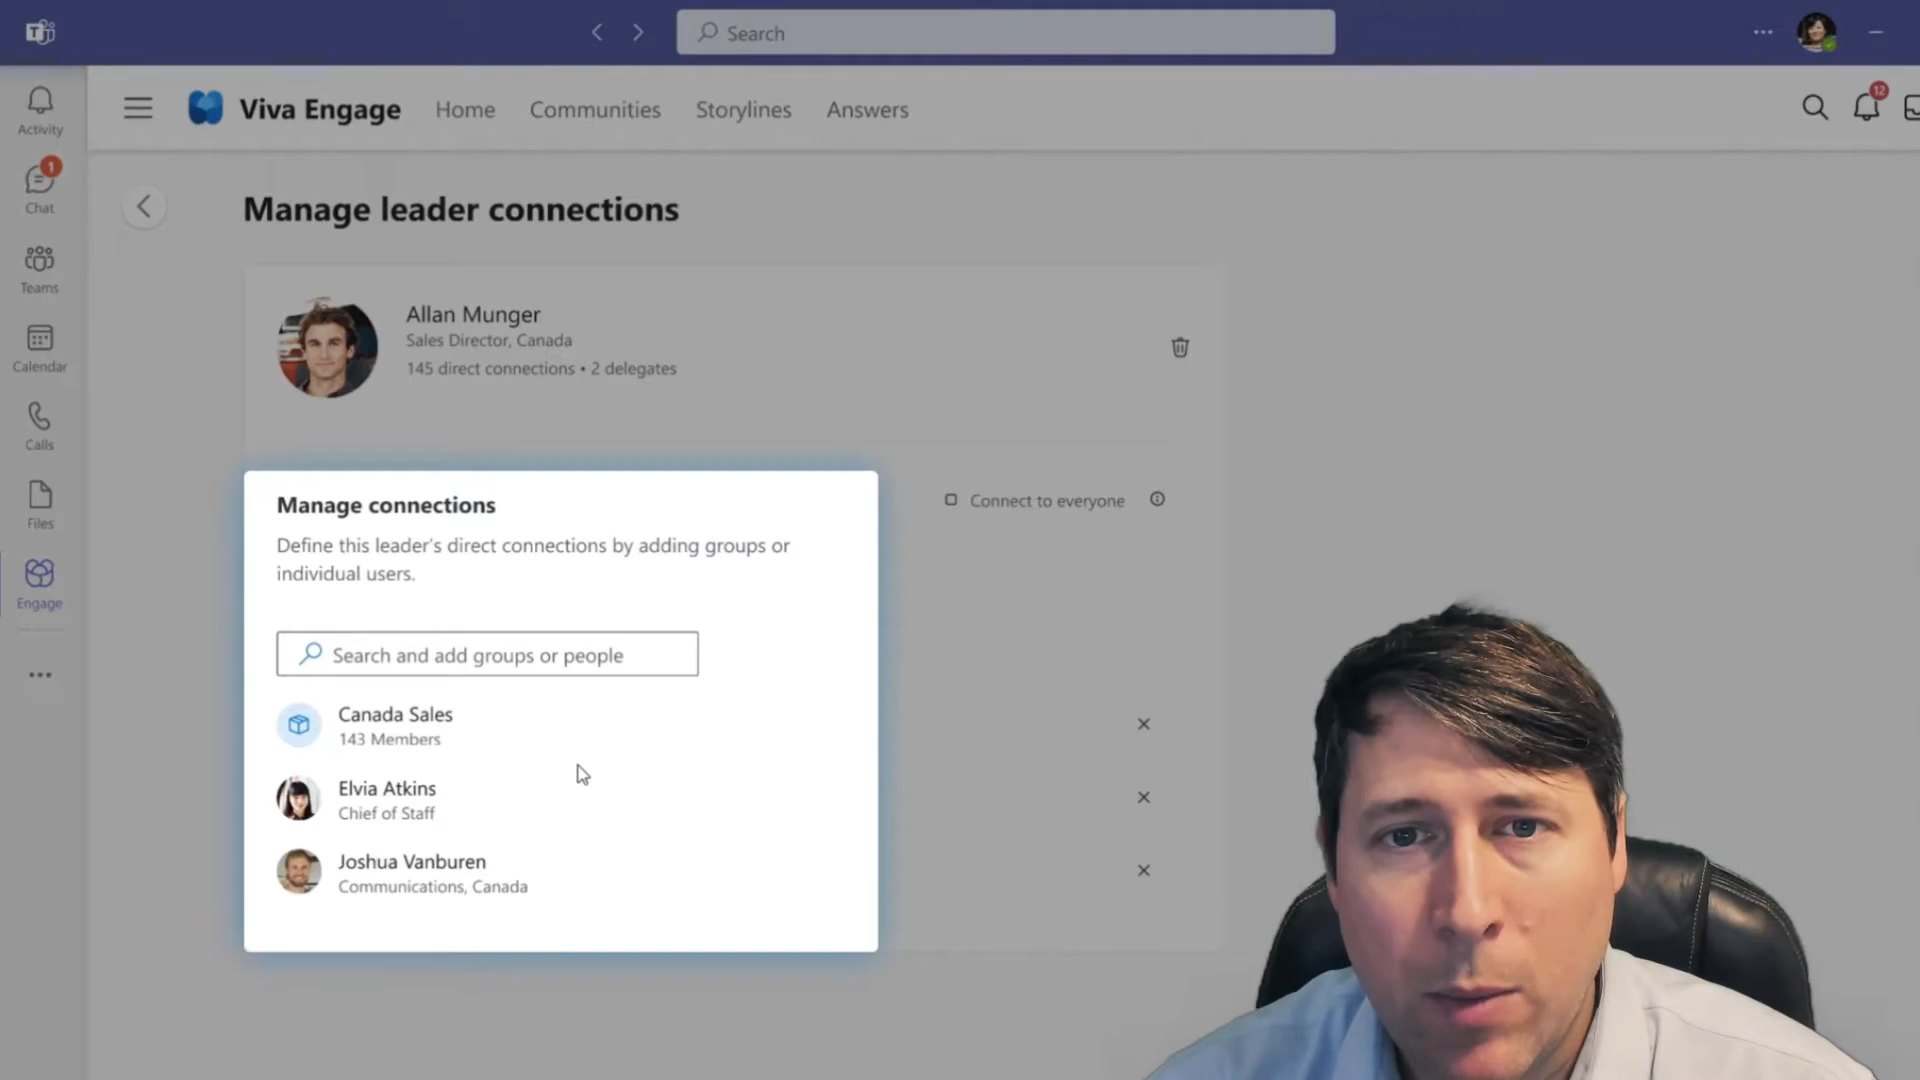 Search
Activity
1
Chat
Teams
Calendar
Calls
Files
Engage
Viva Engage
Home
Communities
Storylines
Answers
12
Manage leader connections
Allan Munger
Sales Director, Canada
145 direct connections • 2 delegates
Manage connections
Connect to everyone
Define this leader's direct connections by adding groups or
individual users.
Search and add groups or people
Canada Sales
143 Members
Elvia Atkins
Chief of Staff
Joshua Vanburen
Communications, Canada